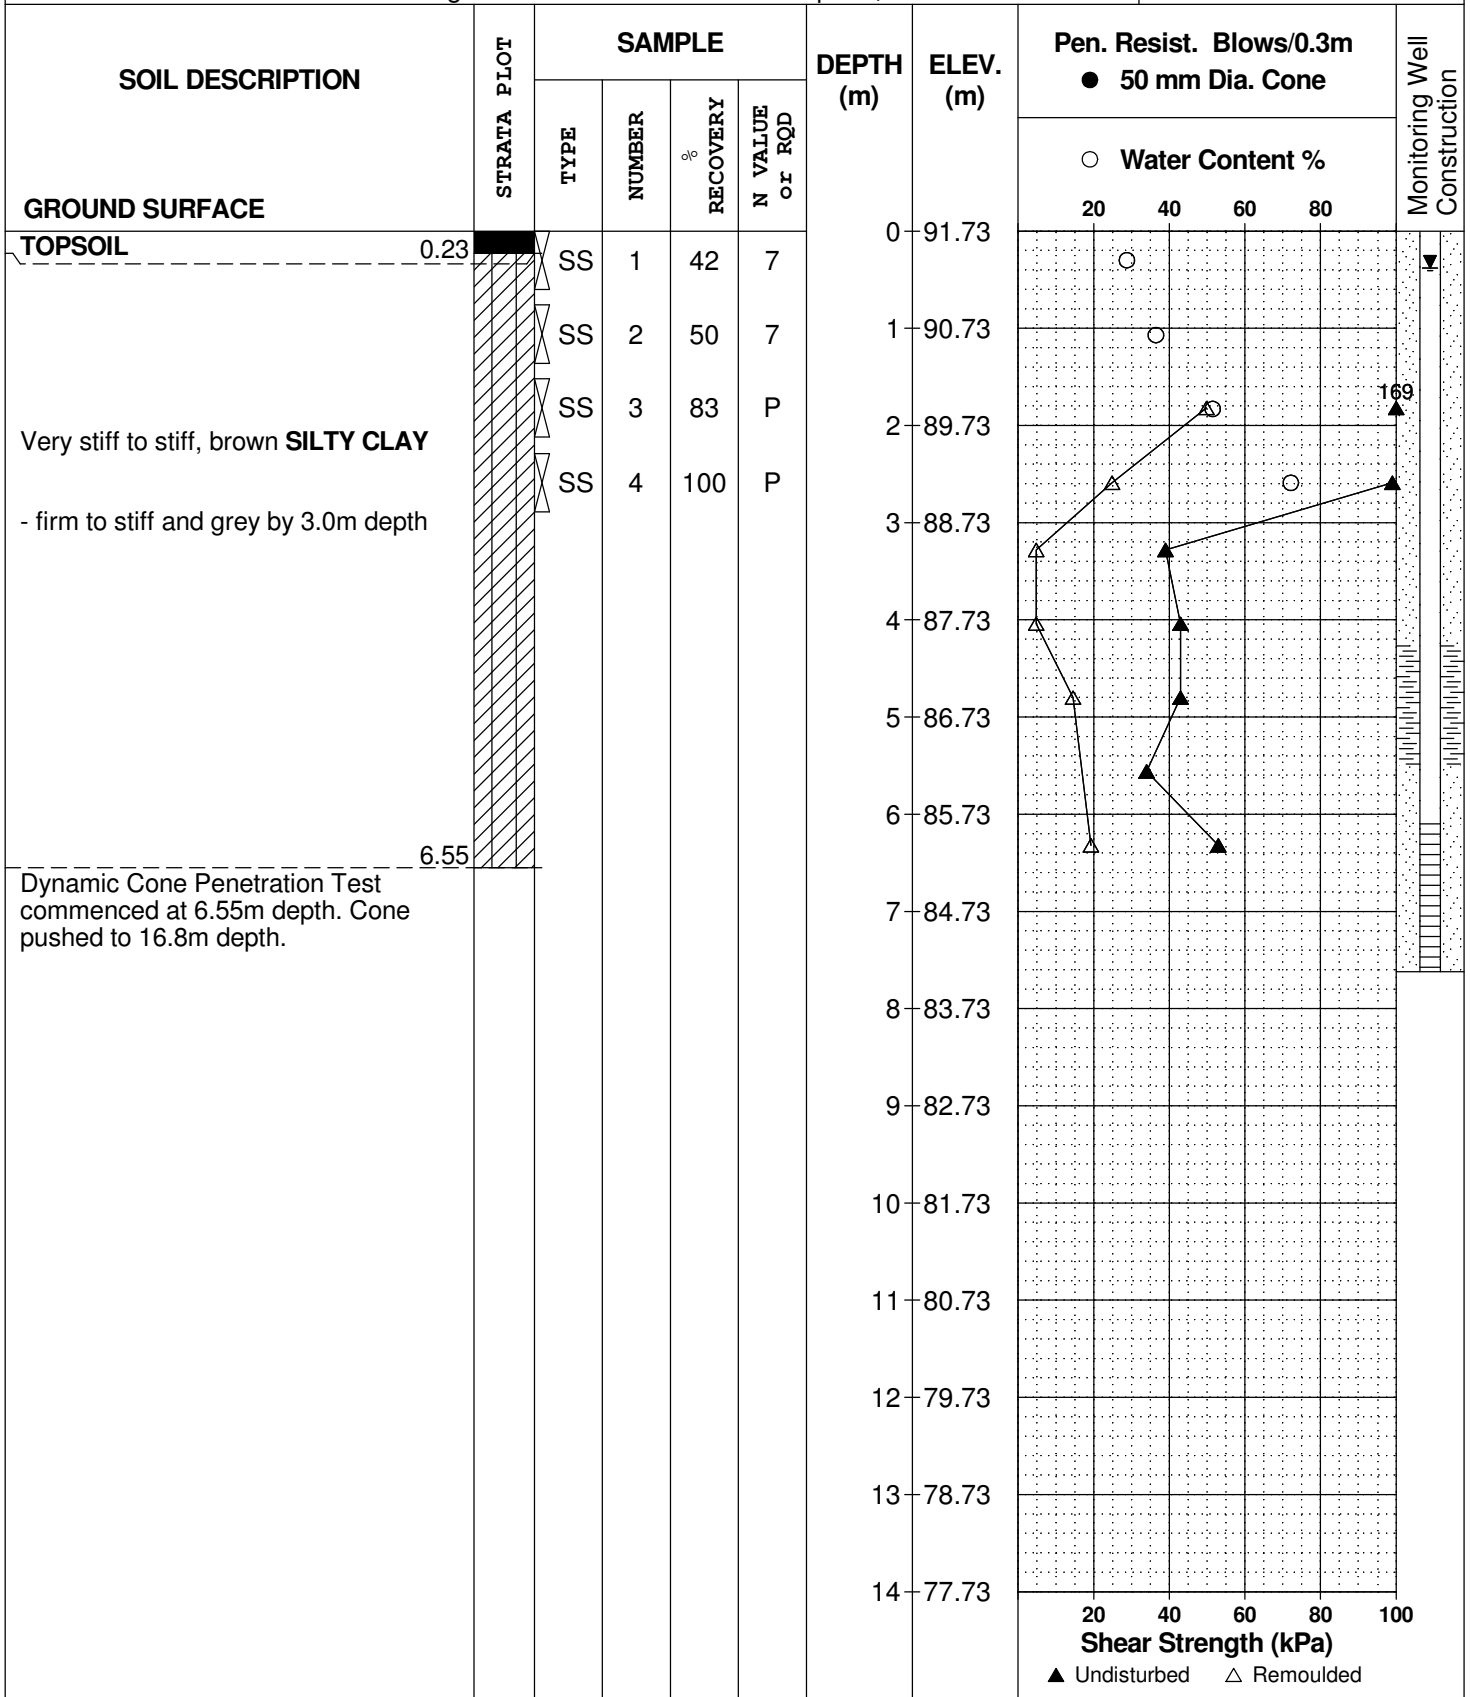 SOIL DESCRIPTION
GROUND SURFACE
STRATA PLOT
SAMPLE
TYPE
NUMBER
% RECOVERY
N VALUE or RQD
DEPTH (m)
ELEV. (m)
Pen. Resist. Blows/0.3m
● 50 mm Dia. Cone
○ Water Content %
20 40 60 80
Monitoring Well Construction
TOPSOIL 0.23
SS 1 42 7
SS 2 50 7
SS 3 83 P
SS 4 100 P
Very stiff to stiff, brown SILTY CLAY
- firm to stiff and grey by 3.0m depth
6.55
Dynamic Cone Penetration Test
commenced at 6.55m depth. Cone
pushed to 16.8m depth.
0 91.73
1 90.73
169
2 89.73
3 88.73
4 87.73
5 86.73
6 85.73
7 84.73
8 83.73
9 82.73
10 81.73
11 80.73
12 79.73
13 78.73
14 77.73
20 40 60 80 100
Shear Strength (kPa)
▲ Undisturbed △ Remoulded